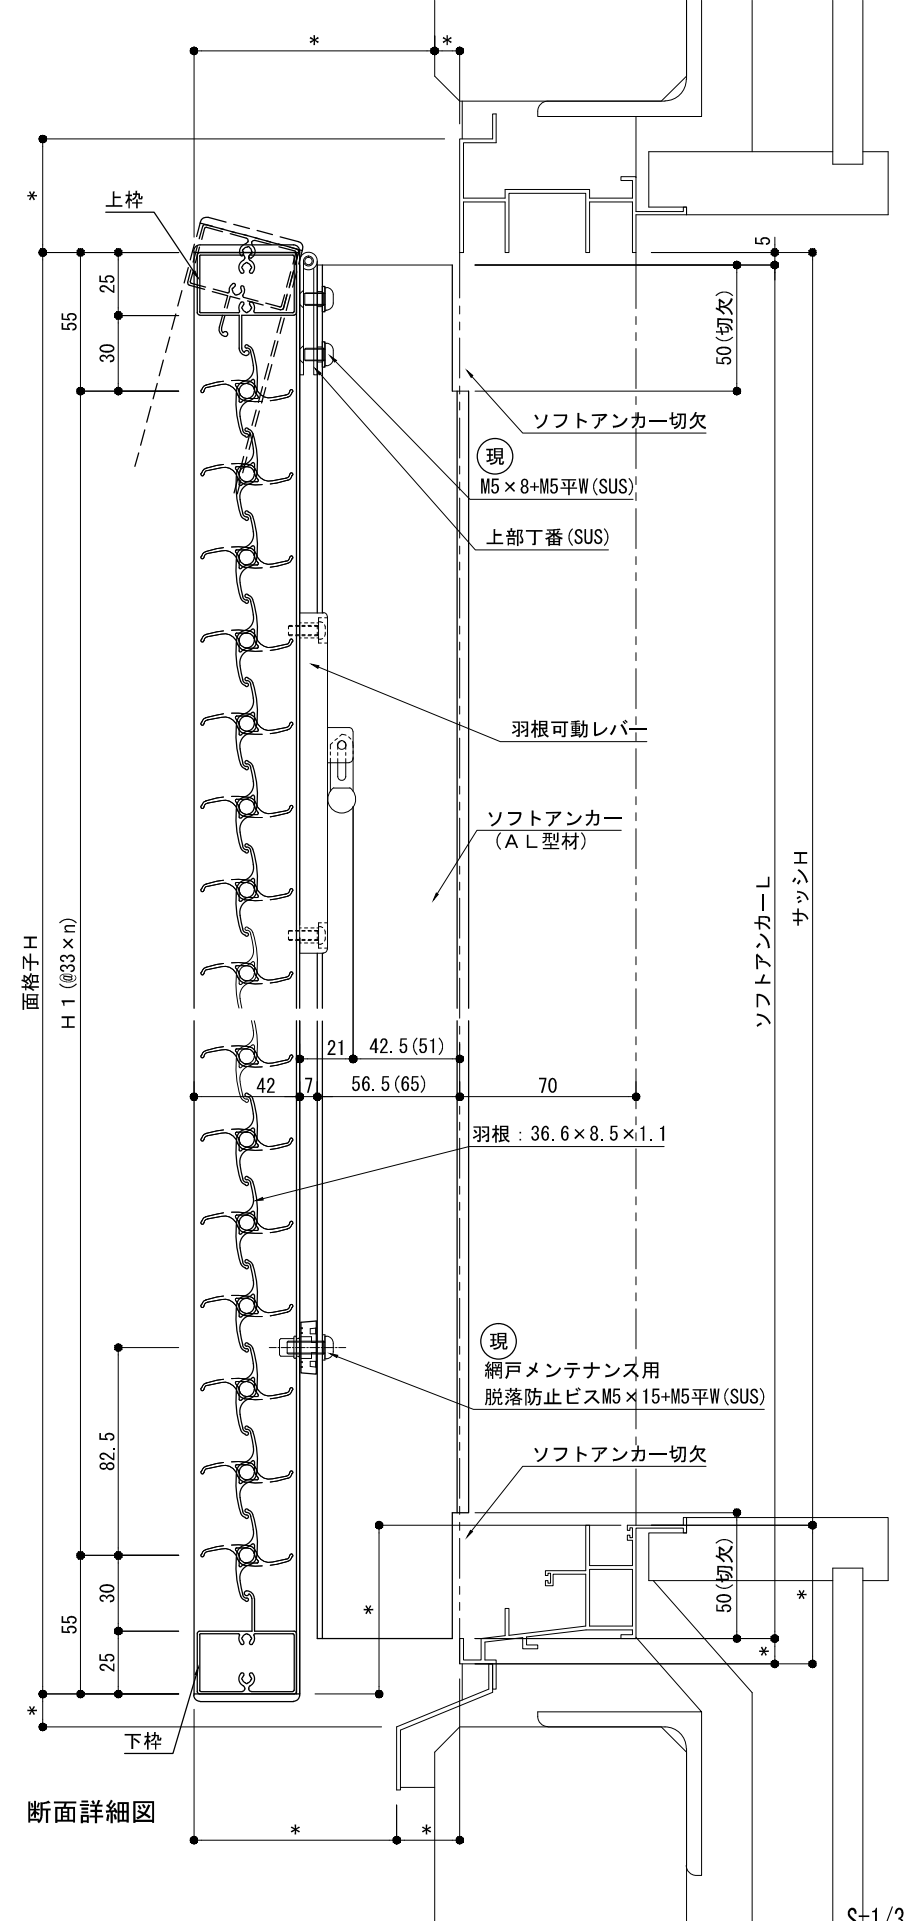 *
*
*
上枠
5
25
55
30
50(切欠)
ソフトアンカー切欠
現
M5×8+M5平W(SUS)
上部丁番(SUS)
羽根可動レバー
ソフトアンカー
(AL型材)
面格子H
H1(@33×n)
ソフトアンカーL
サッシH
21
42.5(51)
42
7
56.5(65)
70
羽根：36.6×8.5×1.1
現
網戸メンテナンス用
脱落防止ビスM5×15+M5平W(SUS)
82.5
ソフトアンカー切欠
50(切欠)
*
*
30
55
25
*
*
下枠
断面詳細図
*
*
S=1/3